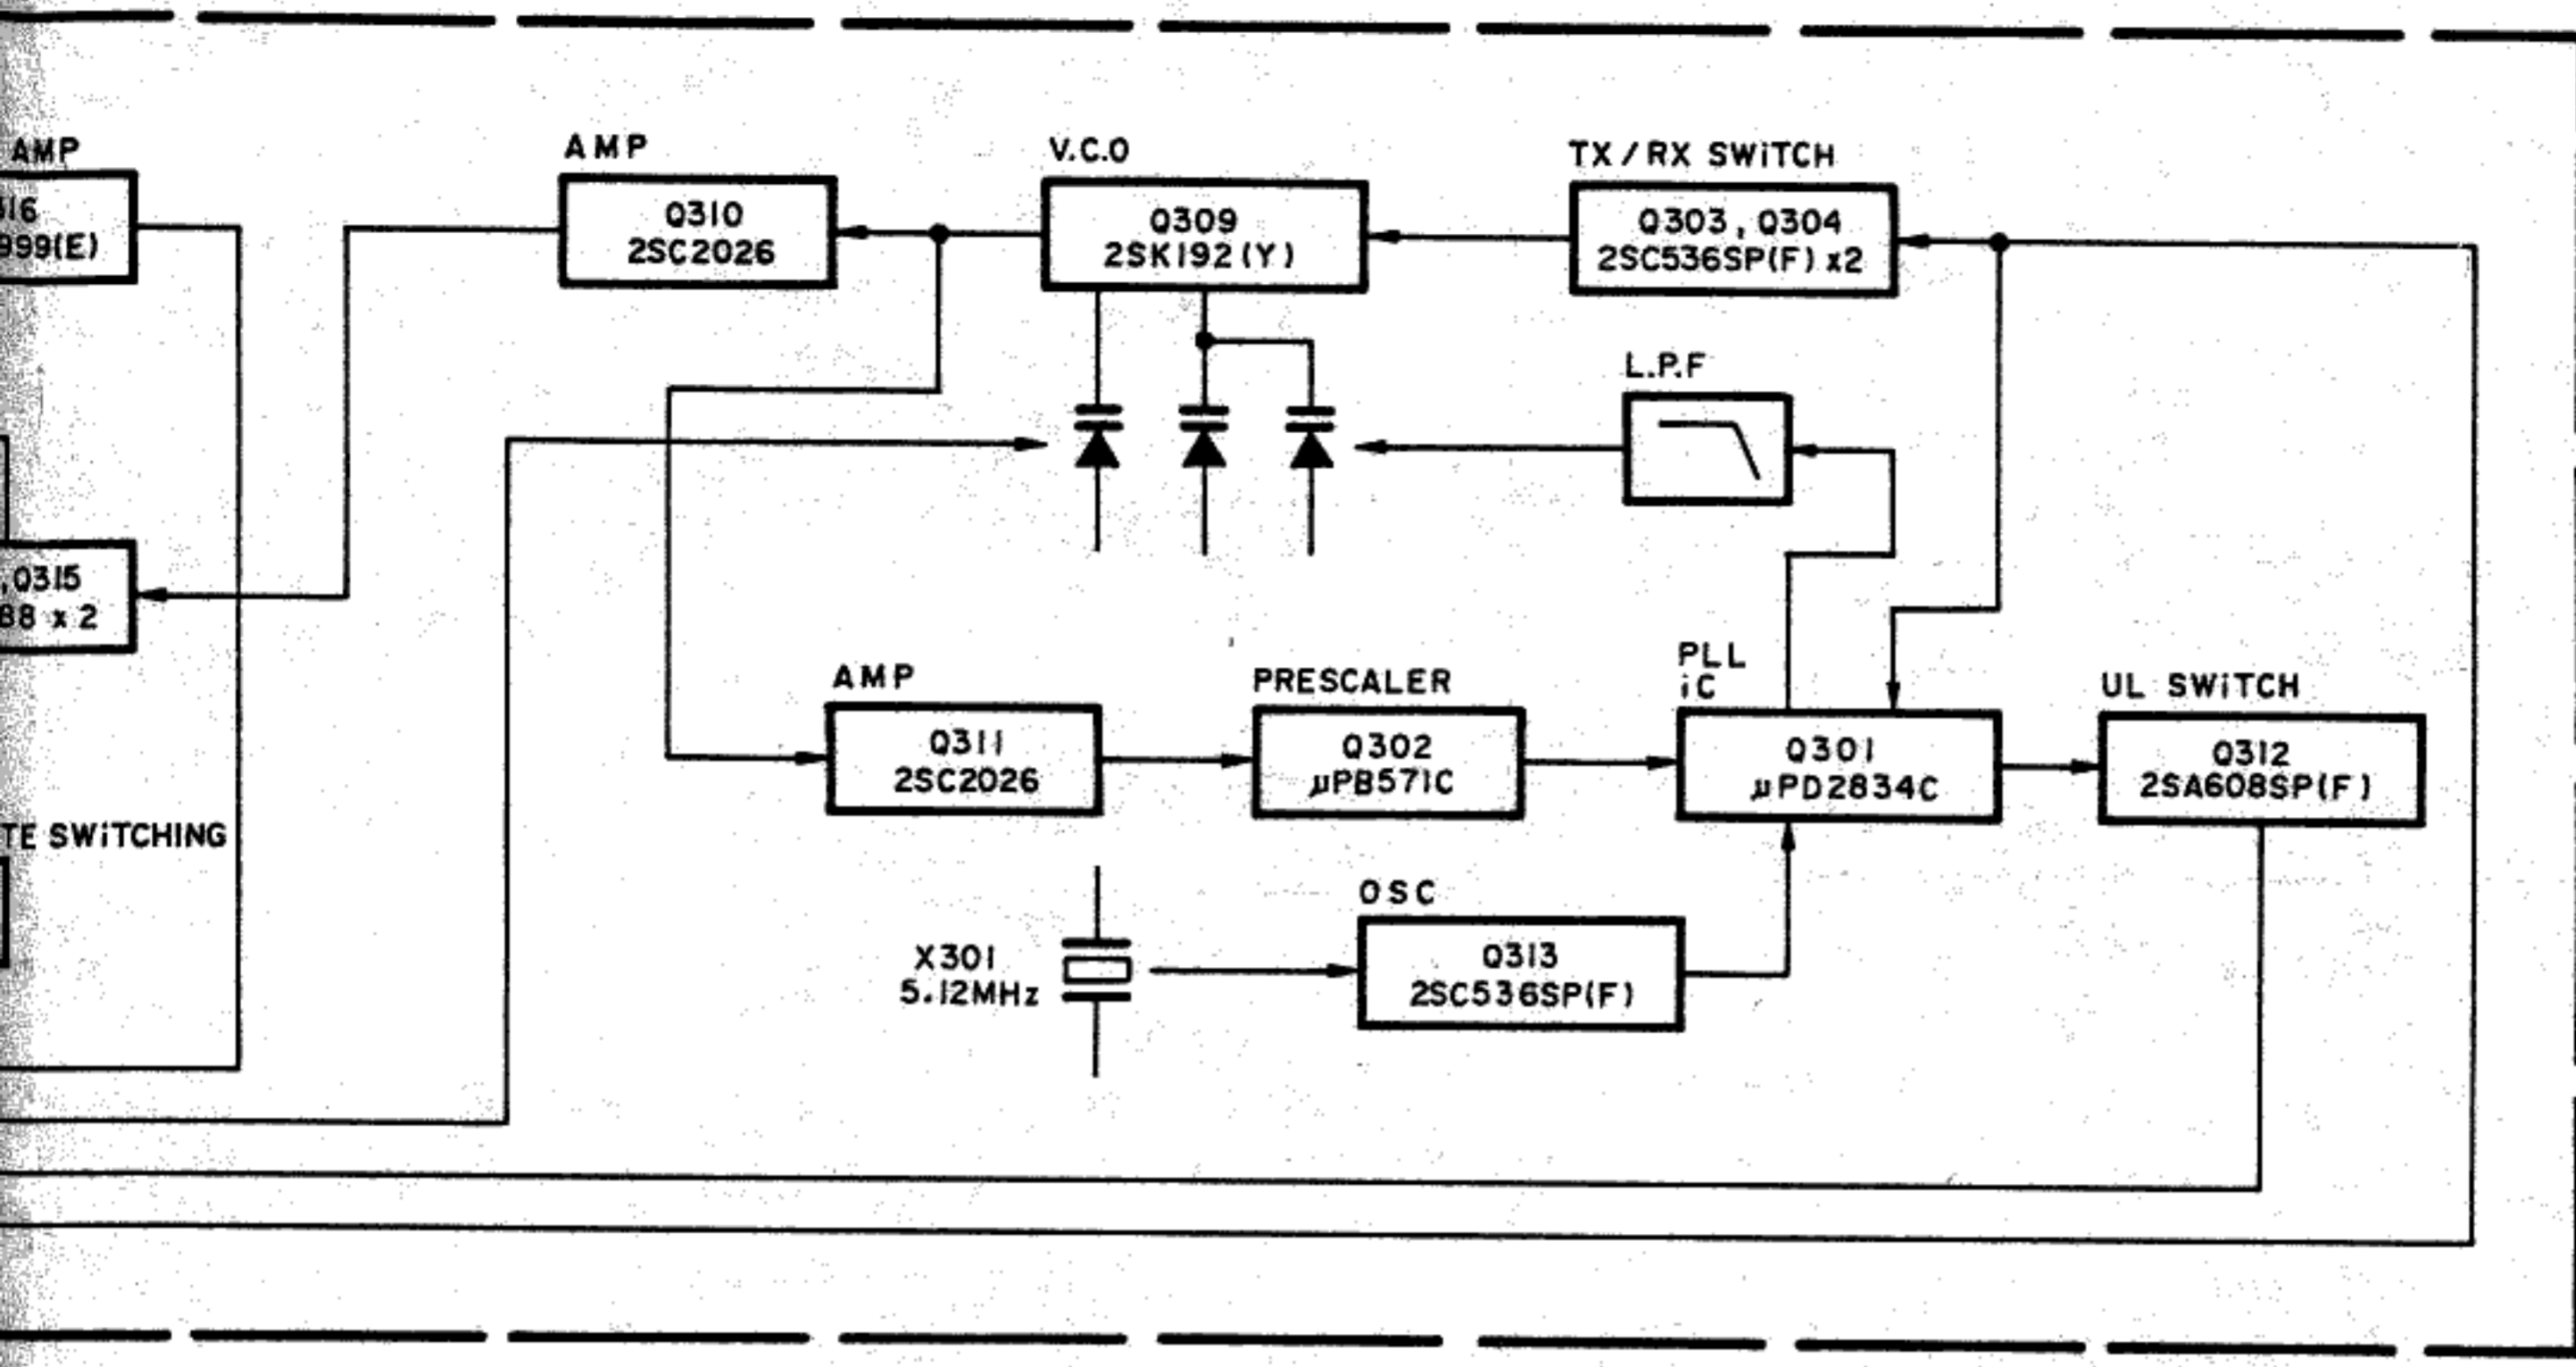 AMP
999(E)
AMP
Q310
2SC2026
V.C.O
Q309
2SK192(Y)
TX/RX SWiTCH
Q303, Q304
2SC536SP(F) x2
L.P.F
,Q315
88 x 2
AMP
Q311
2SC2026
PRESCALER
Q302
µPB571C
PLL
iC
Q301
µPD2834C
UL SWiTCH
Q312
2SA608SP(F)
TE SWiTCHING
X301
5.12MHz
OSC
Q313
2SC536SP(F)